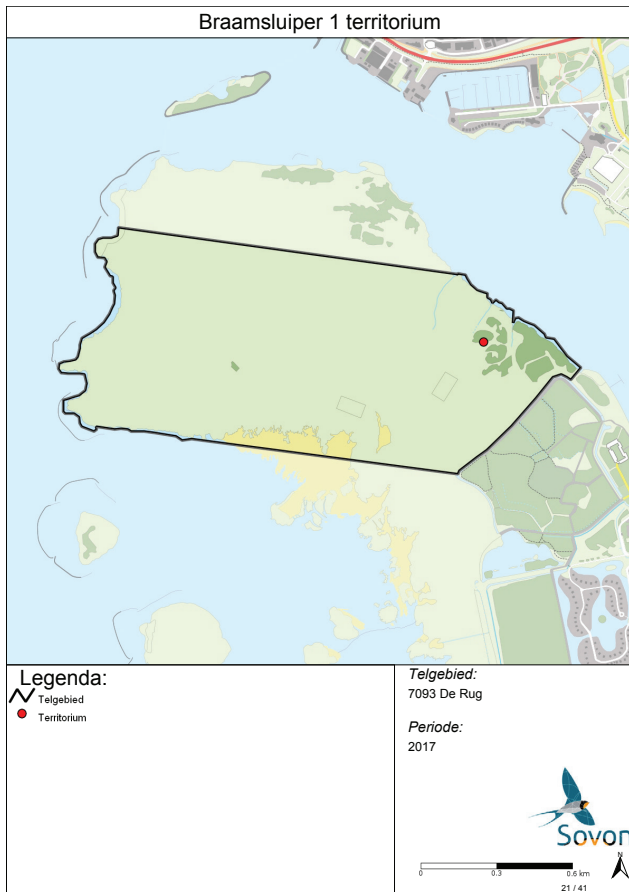 Braamsluiper 1 territorium
Legenda:
Telgebied
Territorium
Telgebied:
7093 De Rug
Periode:
2017
Sovon
N
0 0.3 0.6 km
21 / 41